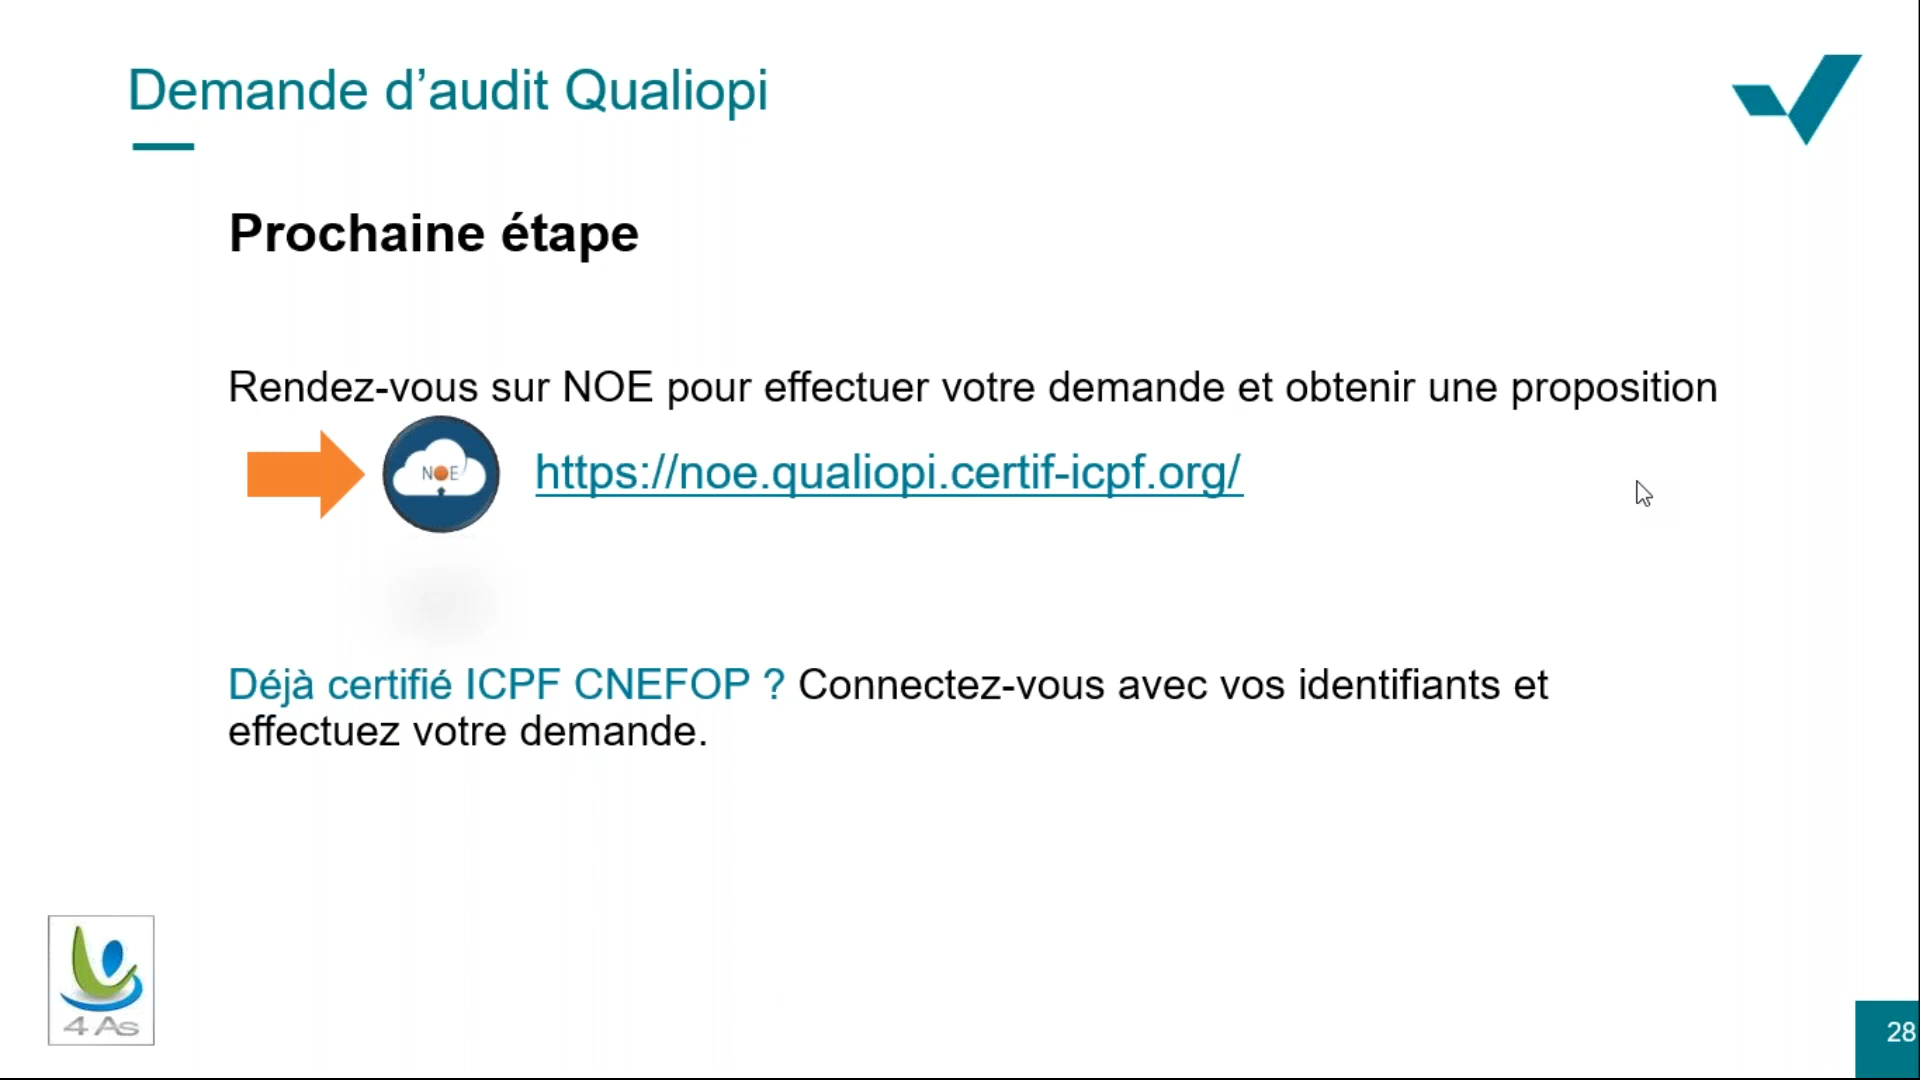 Demande d’audit Qualiopi
Prochaine étape
Rendez-vous sur NOE pour effectuer votre demande et obtenir une proposition
NOE
https://noe.qualiopi.certif-icpf.org/
Déjà certifié ICPF CNEFOP ? Connectez-vous avec vos identifiants et
effectuez votre demande.
4 As
28